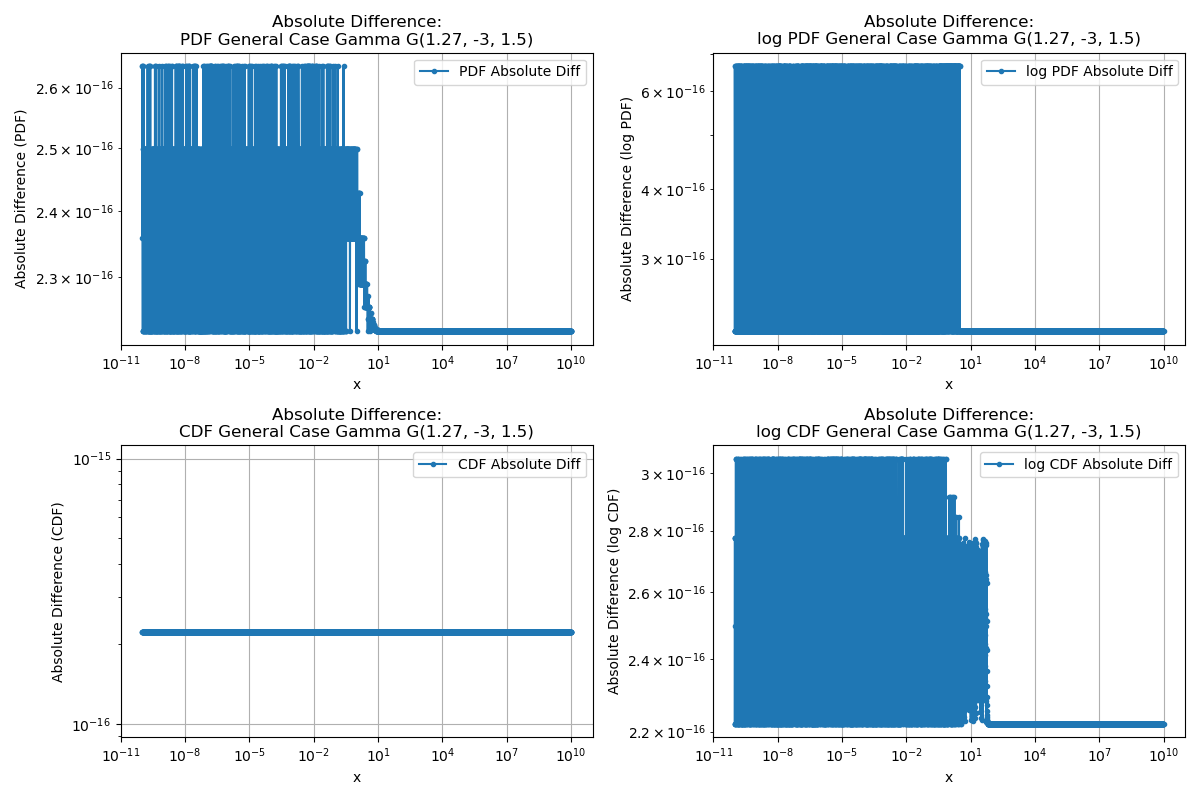 Absolute Difference:
PDF General Case Gamma G(1.27, -3, 1.5)
PDF Absolute Diff
Absolute Difference (PDF)
2.6 × 10⁻¹⁶
2.5 × 10⁻¹⁶
2.4 × 10⁻¹⁶
2.3 × 10⁻¹⁶
10⁻¹¹ 10⁻⁸ 10⁻⁵ 10⁻² 10¹ 10⁴ 10⁷ 10¹⁰
x
Absolute Difference:
log PDF General Case Gamma G(1.27, -3, 1.5)
log PDF Absolute Diff
Absolute Difference (log PDF)
6 × 10⁻¹⁶
4 × 10⁻¹⁶
3 × 10⁻¹⁶
10⁻¹¹ 10⁻⁸ 10⁻⁵ 10⁻² 10¹ 10⁴ 10⁷ 10¹⁰
x
Absolute Difference:
CDF General Case Gamma G(1.27, -3, 1.5)
CDF Absolute Diff
Absolute Difference (CDF)
10⁻¹⁵
10⁻¹⁶
10⁻¹¹ 10⁻⁸ 10⁻⁵ 10⁻² 10¹ 10⁴ 10⁷ 10¹⁰
x
Absolute Difference:
log CDF General Case Gamma G(1.27, -3, 1.5)
log CDF Absolute Diff
Absolute Difference (log CDF)
3 × 10⁻¹⁶
2.8 × 10⁻¹⁶
2.6 × 10⁻¹⁶
2.4 × 10⁻¹⁶
2.2 × 10⁻¹⁶
10⁻¹¹ 10⁻⁸ 10⁻⁵ 10⁻² 10¹ 10⁴ 10⁷ 10¹⁰
x